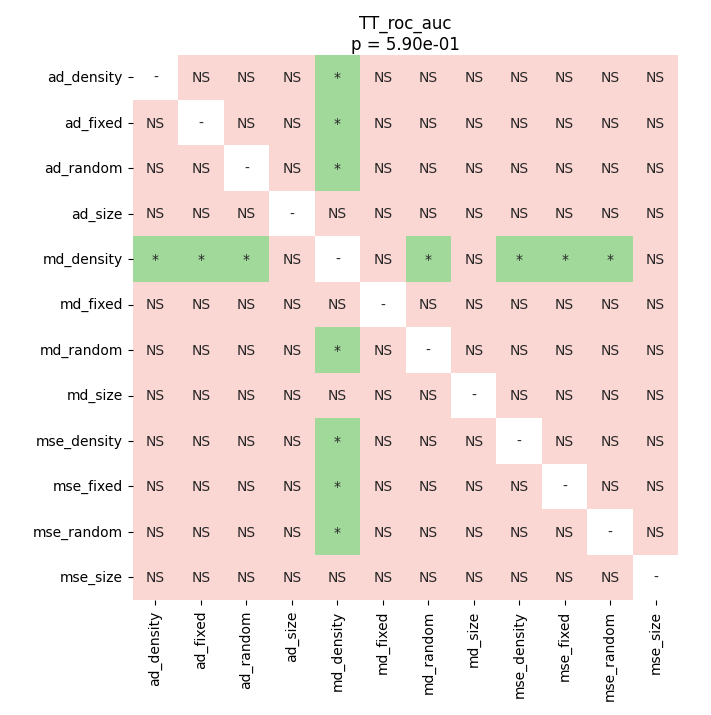 TT_roc_auc
p = 5.90e-01
ad_density - NS NS NS * NS NS NS NS NS NS NS
ad_fixed NS - NS NS * NS NS NS NS NS NS NS
ad_random NS NS - NS * NS NS NS NS NS NS NS
ad_size NS NS NS - NS NS NS NS NS NS NS NS
md_density * * * NS - NS * NS * * * NS
md_fixed NS NS NS NS NS - NS NS NS NS NS NS
md_random NS NS NS NS * NS - NS NS NS NS NS
md_size NS NS NS NS NS NS NS - NS NS NS NS
mse_density NS NS NS NS * NS NS NS - NS NS NS
mse_fixed NS NS NS NS * NS NS NS NS - NS NS
mse_random NS NS NS NS * NS NS NS NS NS - NS
mse_size NS NS NS NS NS NS NS NS NS NS NS -
ad_density
ad_fixed
ad_random
ad_size
md_density
md_fixed
md_random
md_size
mse_density
mse_fixed
mse_random
mse_size